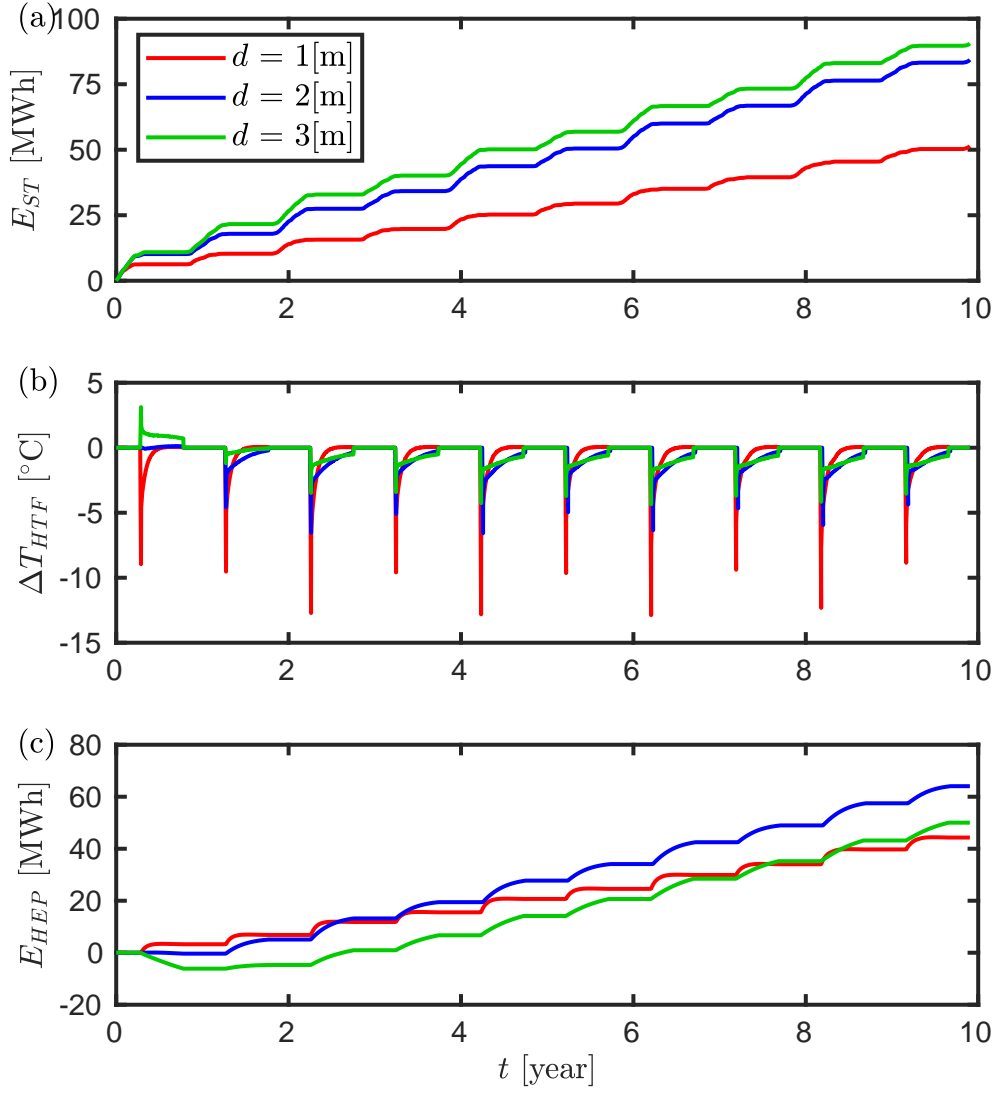 (a)
100
75
50
25
0
E_ST [MWh]
d = 1[m]
d = 2[m]
d = 3[m]
0 2 4 6 8 10
(b)
5
0
-5
-10
-15
ΔT_HTF [°C]
0 2 4 6 8 10
(c)
80
60
40
20
0
-20
E_HEP [MWh]
0 2 4 6 8 10
t [year]